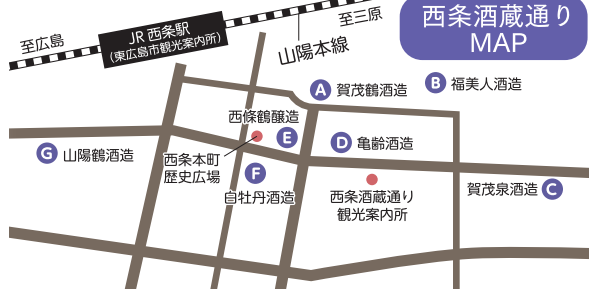 西条酒蔵通り
MAP
至広島
JR 西条駅
(東広島市観光案内所)
至三原
山陽本線
A 賀茂鶴酒造
B 福美人酒造
西條鶴醸造
E
D 亀齢酒造
G 山陽鶴酒造
西条本町
歴史広場
F
白牡丹酒造
西条酒蔵通り
観光案内所
賀茂泉酒造 C